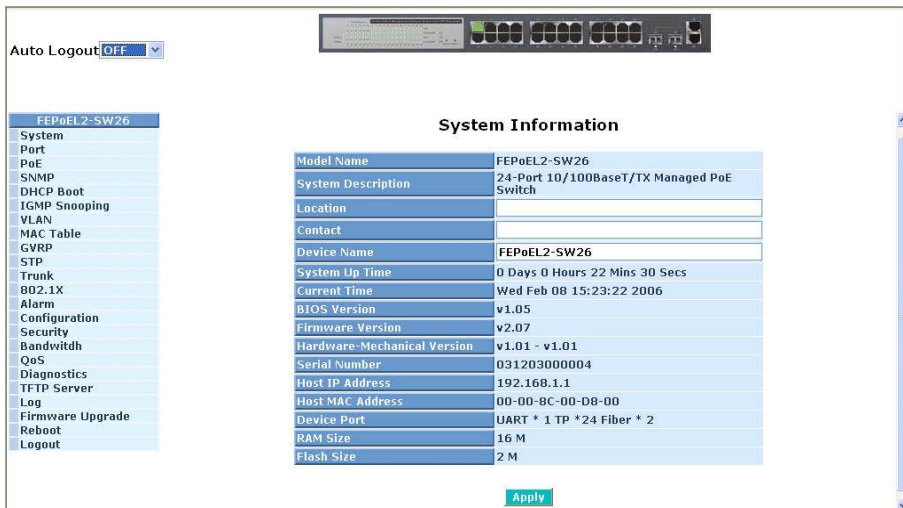 Auto Logout OFF
FEPoEL2-SW26
System
Port
PoE
SNMP
DHCP Boot
IGMP Snooping
VLAN
MAC Table
GVRP
STP
Trunk
802.1X
Alarm
Configuration
Security
Bandwitdh
QoS
Diagnostics
TFTP Server
Log
Firmware Upgrade
Reboot
Logout
System Information
Model Name FEPoEL2-SW26
System Description 24-Port 10/100BaseT/TX Managed PoE
Switch
Location
Contact
Device Name FEPoEL2-SW26
System Up Time 0 Days 0 Hours 22 Mins 30 Secs
Current Time Wed Feb 08 15:23:22 2006
BIOS Version v1.05
Firmware Version v2.07
Hardware-Mechanical Version v1.01 - v1.01
Serial Number 031203000004
Host IP Address 192.168.1.1
Host MAC Address 00-00-8C-00-D8-00
Device Port UART * 1 TP *24 Fiber * 2
RAM Size 16 M
Flash Size 2 M
Apply